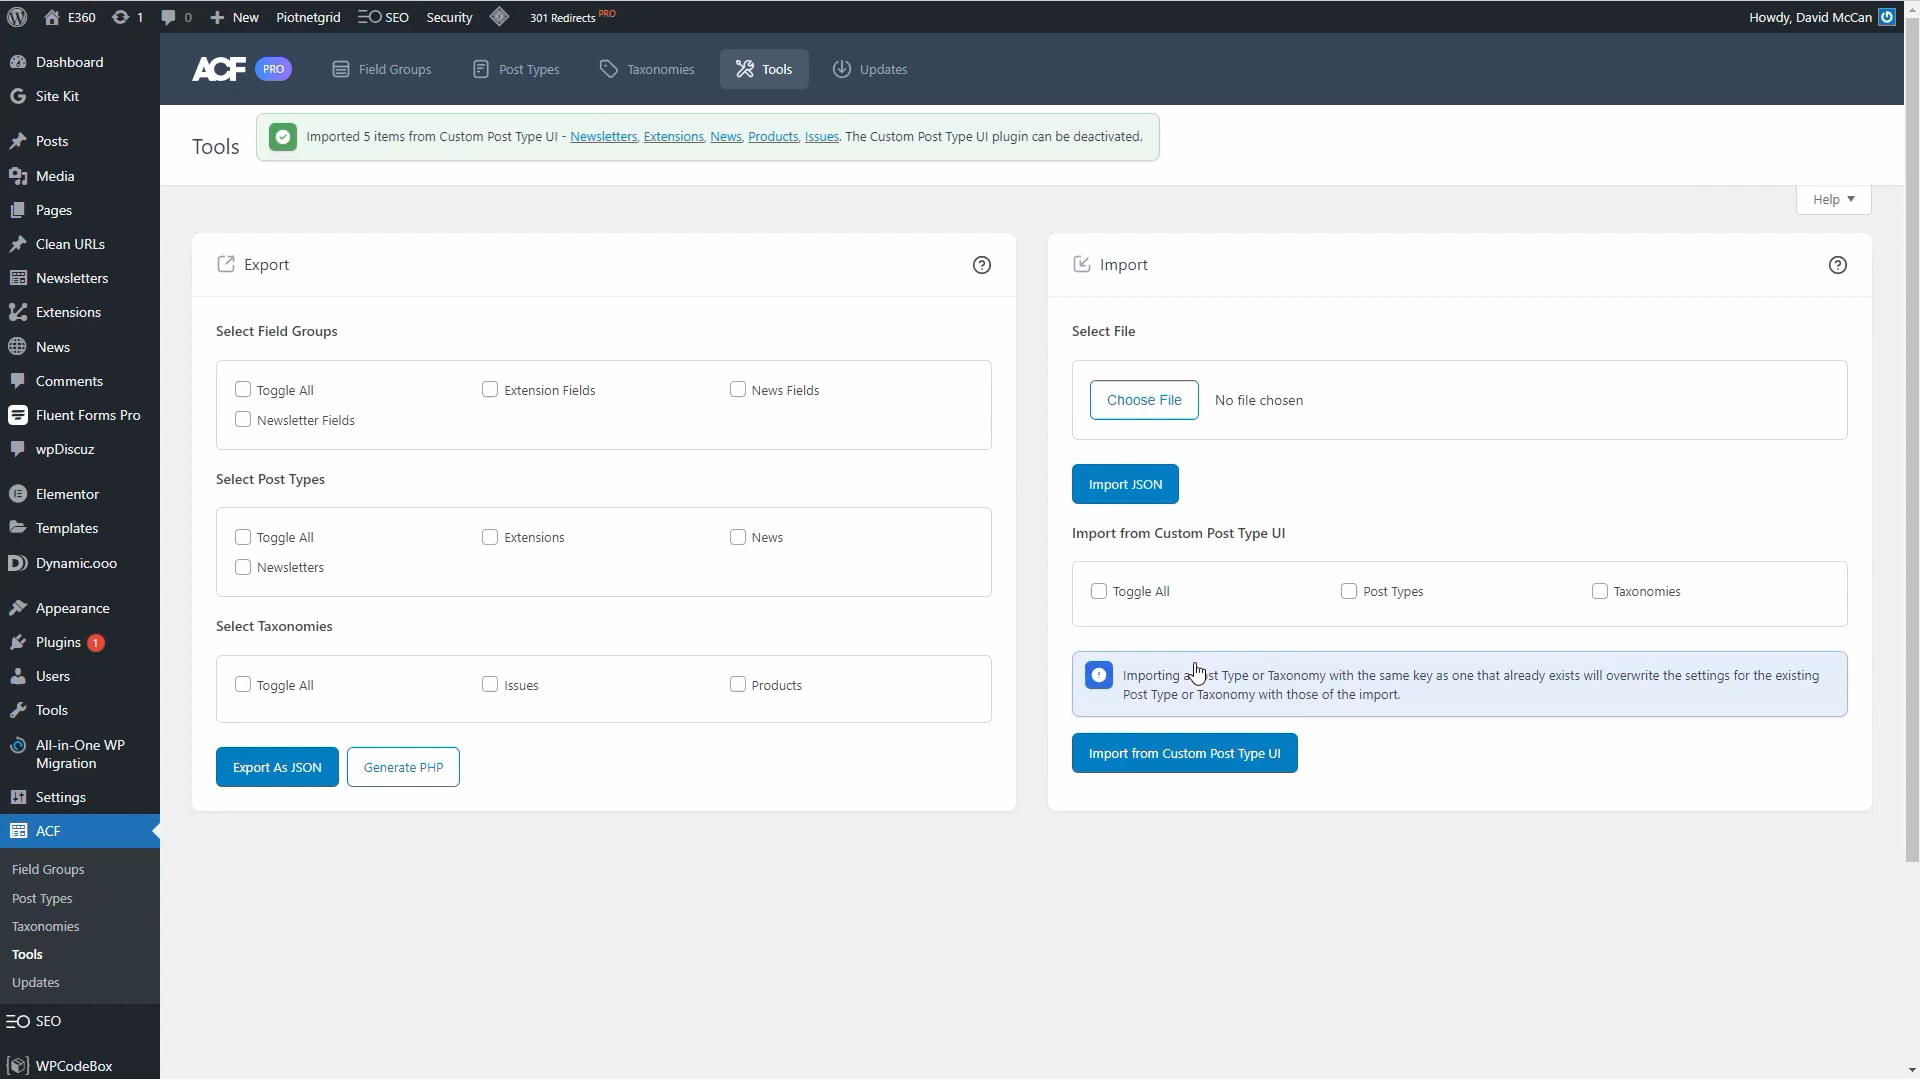 E360
1
0
New
Piotnetgrid
SEO
Security
301 Redirects PRO
Howdy, David McCan
Dashboard
Site Kit
Posts
Media
Pages
Clean URLs
Newsletters
Extensions
News
Comments
Fluent Forms Pro
wpDiscuz
Elementor
Templates
Dynamic.ooo
Appearance
Plugins 1
Users
Tools
All-in-One WP
Migration
Settings
ACF
Field Groups
Post Types
Taxonomies
Tools
Updates
SEO
WPCodeBox
ACF PRO
Field Groups
Post Types
Taxonomies
Tools
Updates
Tools
Imported 5 items from Custom Post Type UI - Newsletters, Extensions, News, Products, Issues. The Custom Post Type UI plugin can be deactivated.
Help
Export
Select Field Groups
Toggle All
Extension Fields
News Fields
Newsletter Fields
Select Post Types
Toggle All
Extensions
News
Newsletters
Select Taxonomies
Toggle All
Issues
Products
Export As JSON
Generate PHP
Import
Select File
Choose File
No file chosen
Import JSON
Import from Custom Post Type UI
Toggle All
Post Types
Taxonomies
Importing a Post Type or Taxonomy with the same key as one that already exists will overwrite the settings for the existing
Post Type or Taxonomy with those of the import.
Import from Custom Post Type UI